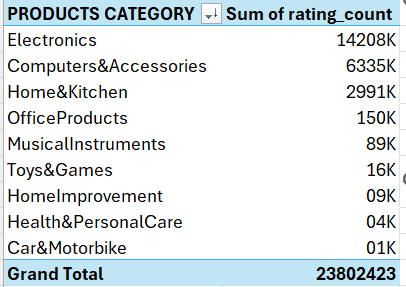 PRODUCTS CATEGORY Sum of rating_count
Electronics 14208K
Computers&Accessories 6335K
Home&Kitchen 2991K
OfficeProducts 150K
MusicalInstruments 89K
Toys&Games 16K
HomeImprovement 09K
Health&PersonalCare 04K
Car&Motorbike 01K
Grand Total 23802423